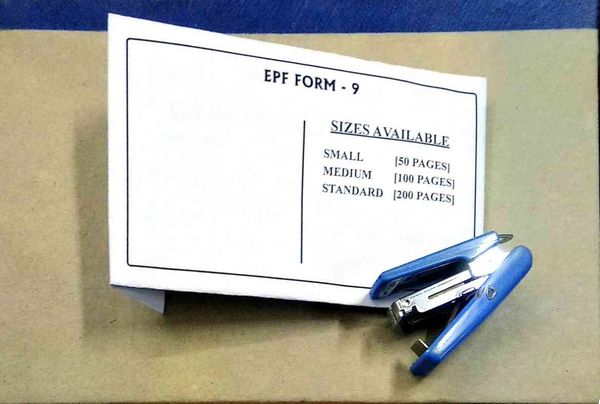 EPF FORM - 9
SIZES AVAILABLE
SMALL [50 PAGES]
MEDIUM [100 PAGES]
STANDARD [200 PAGES]